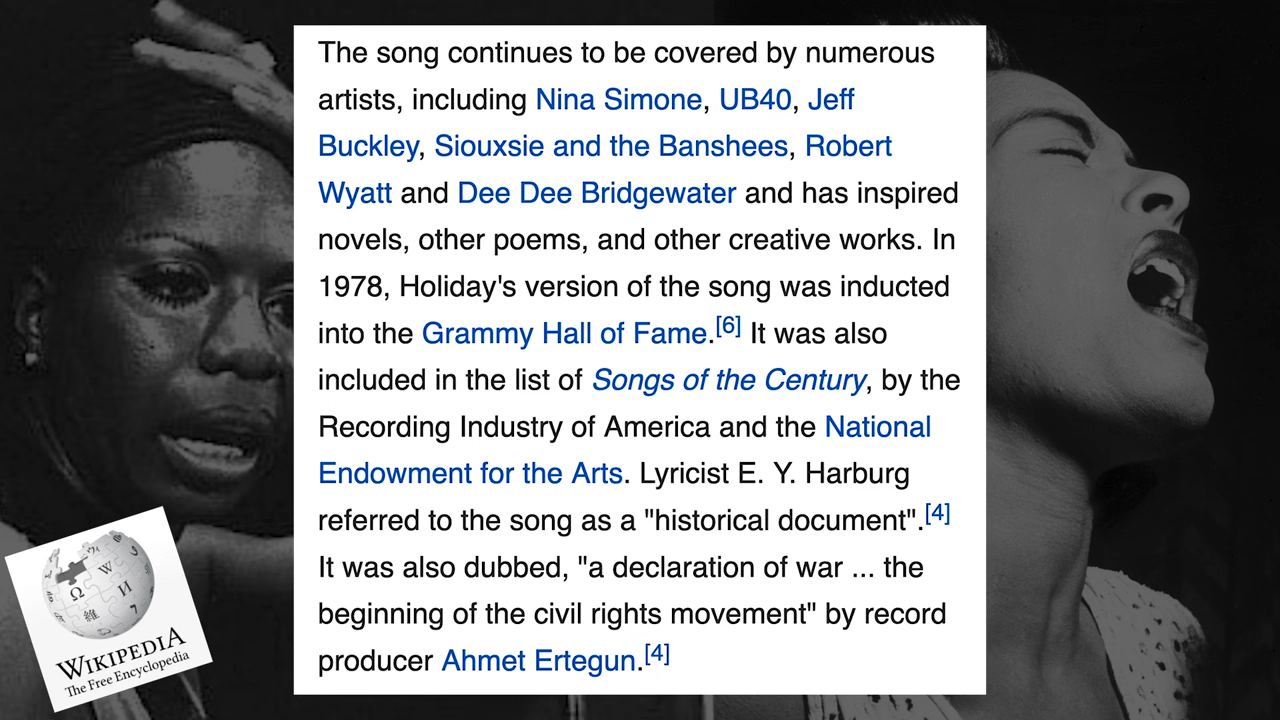 The song continues to be covered by numerous
artists, including Nina Simone, UB40, Jeff
Buckley, Siouxsie and the Banshees, Robert
Wyatt and Dee Dee Bridgewater and has inspired
novels, other poems, and other creative works. In
1978, Holiday's version of the song was inducted
into the Grammy Hall of Fame.[6] It was also
included in the list of Songs of the Century, by the
Recording Industry of America and the National
Endowment for the Arts. Lyricist E. Y. Harburg
referred to the song as a "historical document".[4]
It was also dubbed, "a declaration of war ... the
beginning of the civil rights movement" by record
producer Ahmet Ertegun.[4]
Ω W И
維 7
WIKIPEDIA
The Free Encyclopedia